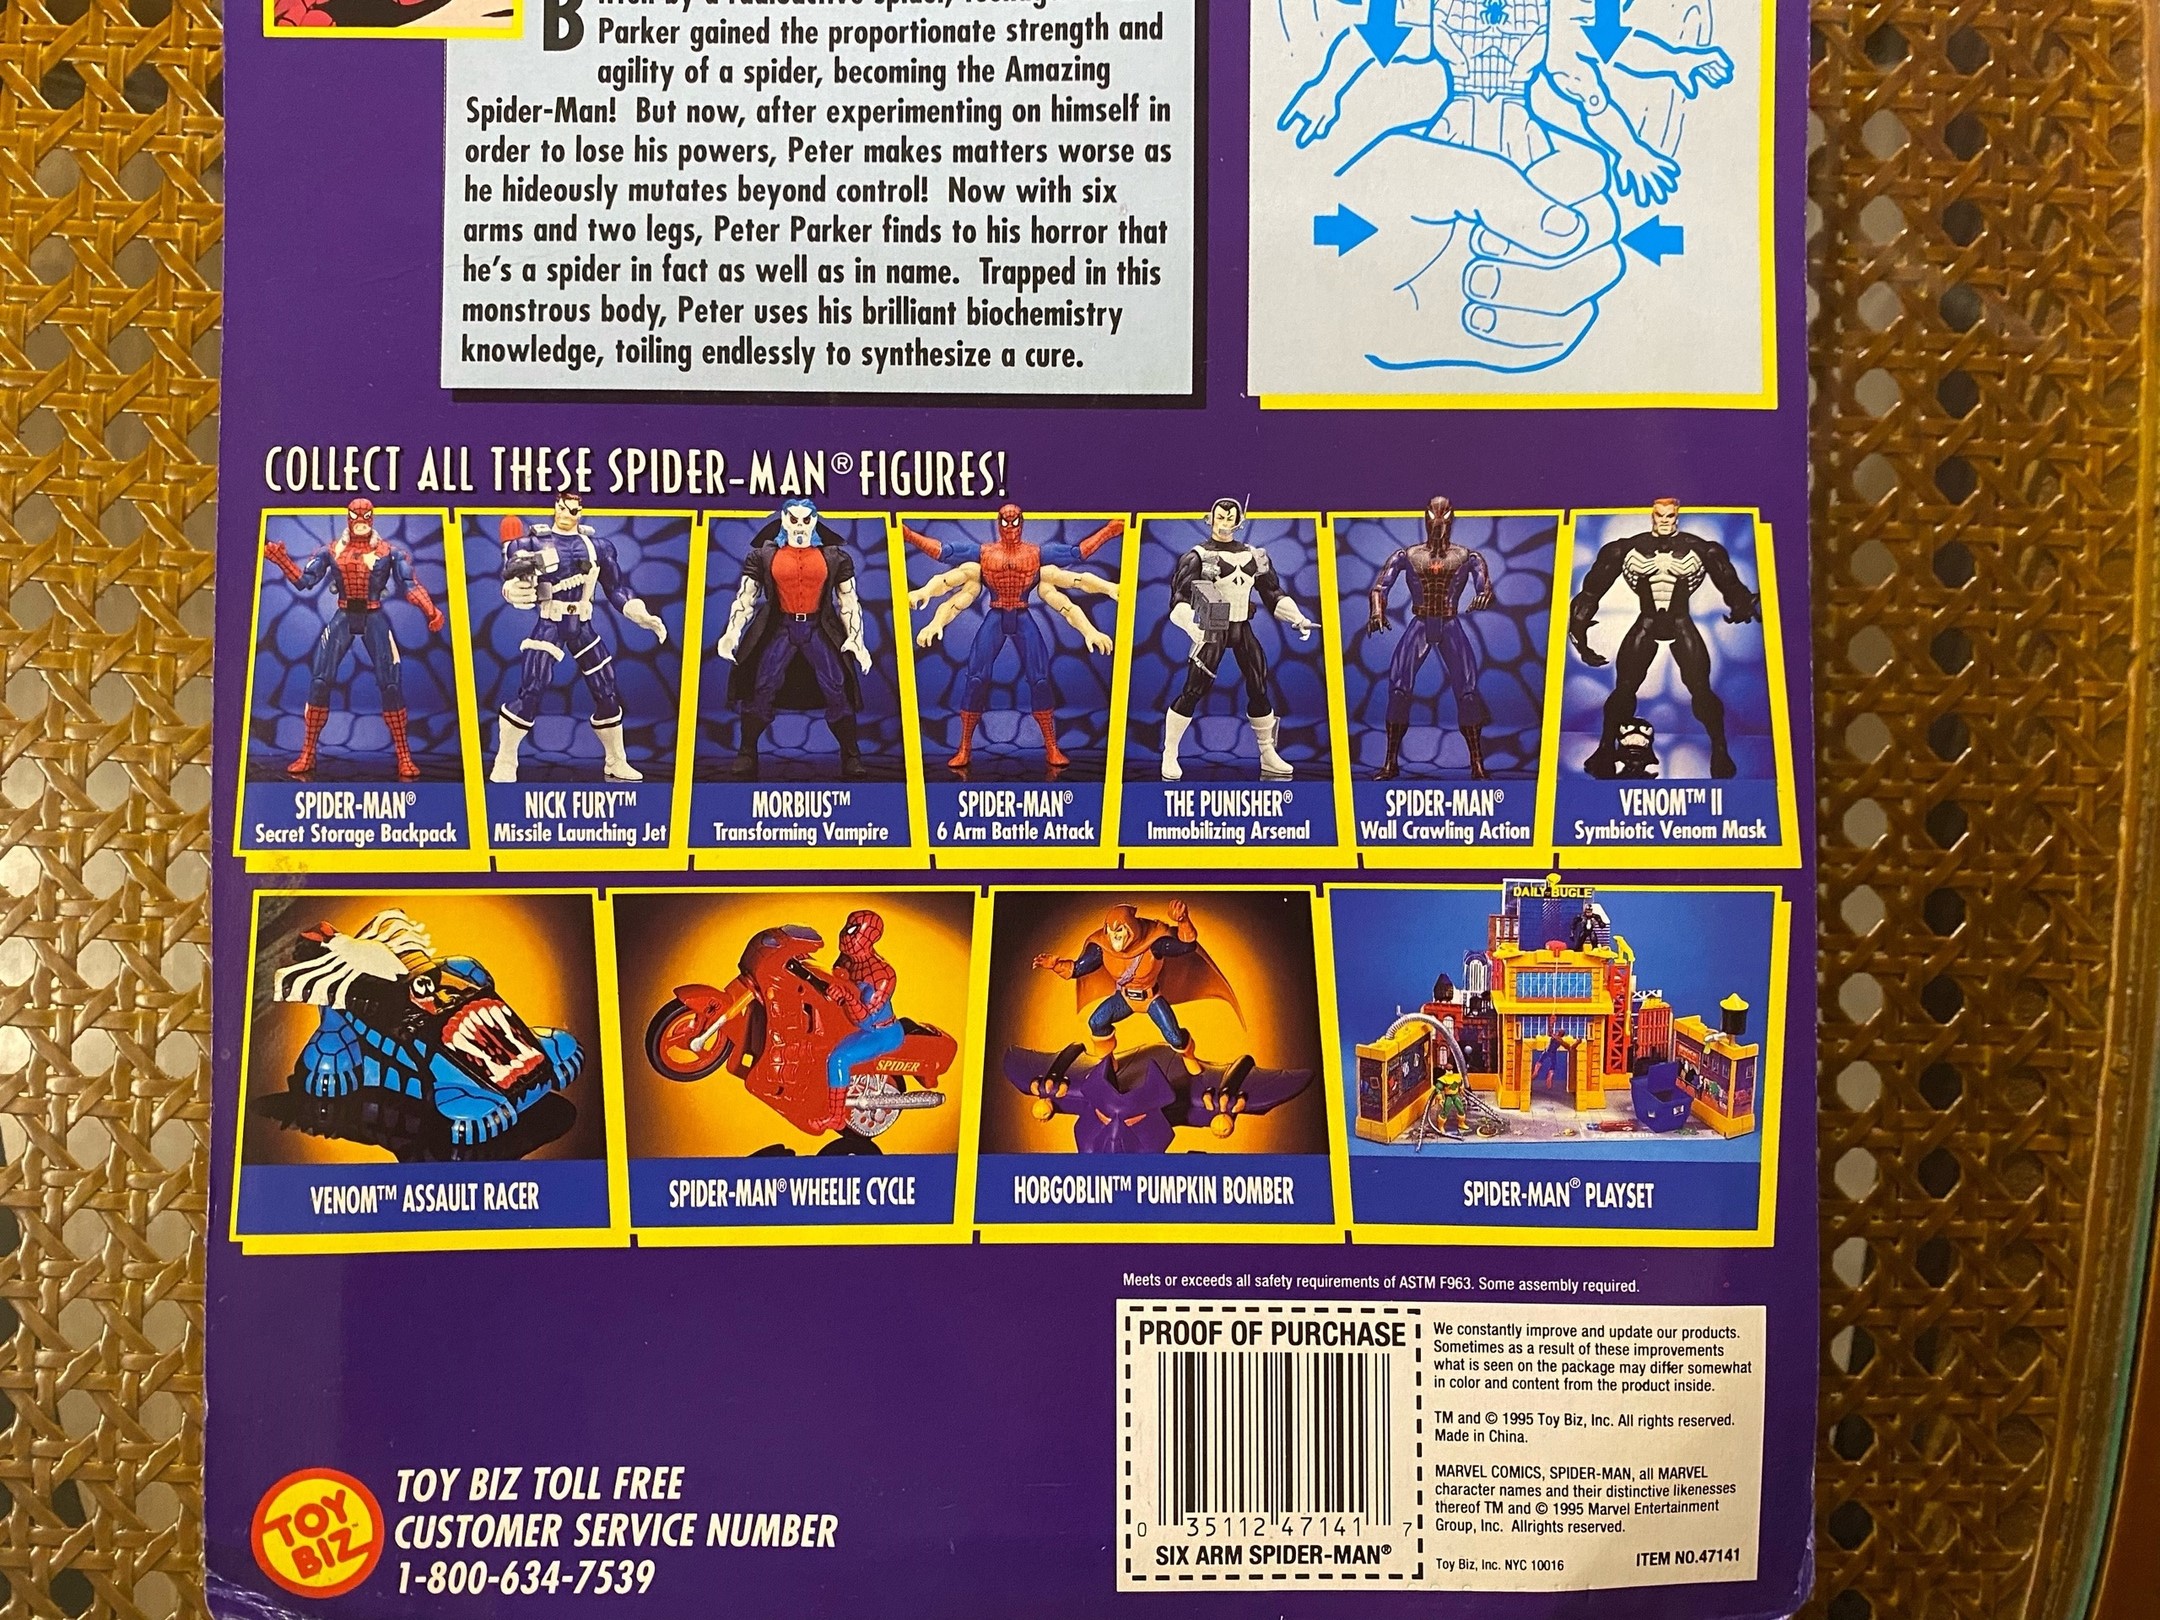 Parker gained the proportionate strength and
agility of a spider, becoming the Amazing
Spider-Man! But now, after experimenting on himself in
order to lose his powers, Peter makes matters worse as
he hideously mutates beyond control! Now with six
arms and two legs, Peter Parker finds to his horror that
he's a spider in fact as well as in name. Trapped in this
monstrous body, Peter uses his brilliant biochemistry
knowledge, toiling endlessly to synthesize a cure.
COLLECT ALL THESE SPIDER-MAN® FIGURES!
SPIDER-MAN®
Secret Storage Backpack
NICK FURY™
Missile Launching Jet
MORBIUS™
Transforming Vampire
SPIDER-MAN®
6 Arm Battle Attack
THE PUNISHER®
Immobilizing Arsenal
SPIDER-MAN®
Wall Crawling Action
VENOM™ II
Symbiotic Venom Mask
SPIDER
DAILY BUGLE
VENOM™ ASSAULT RACER
SPIDER-MAN® WHEELIE CYCLE
HOBGOBLIN™ PUMPKIN BOMBER
SPIDER-MAN® PLAYSET
Meets or exceeds all safety requirements of ASTM F963. Some assembly required.
PROOF OF PURCHASE
0 35112 47141 7
SIX ARM SPIDER-MAN®
We constantly improve and update our products.
Sometimes as a result of these improvements
what is seen on the package may differ somewhat
in color and content from the product inside.
TM and © 1995 Toy Biz, Inc. All rights reserved.
Made in China.
MARVEL COMICS, SPIDER-MAN, all MARVEL
character names and their distinctive likenesses
thereof TM and © 1995 Marvel Entertainment
Group, Inc. Allrights reserved.
Toy Biz, Inc. NYC 10016
ITEM NO.47141
TOY BIZ
TOY BIZ TOLL FREE
CUSTOMER SERVICE NUMBER
1-800-634-7539